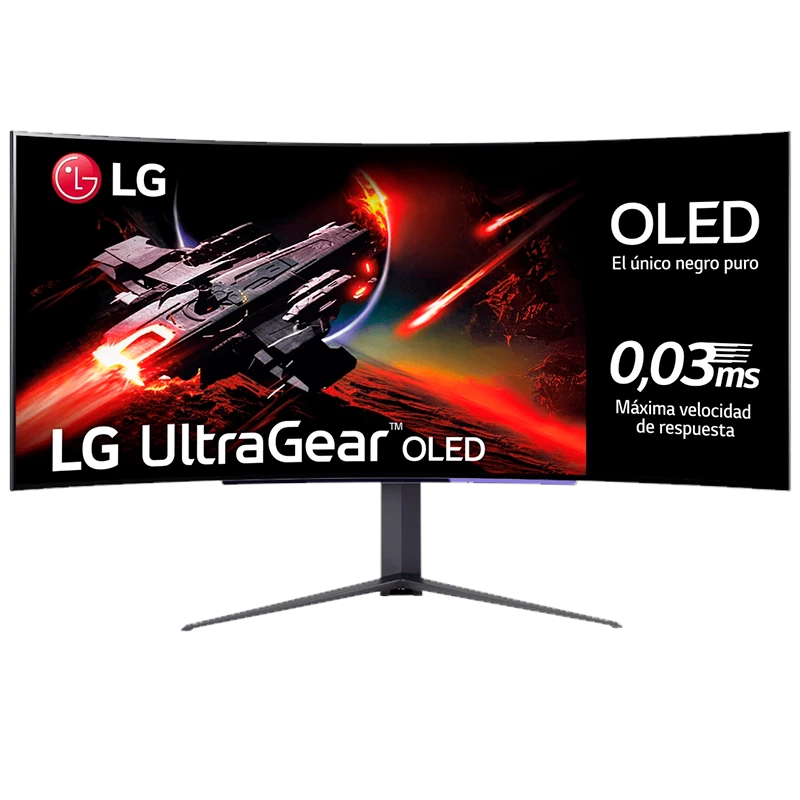 LG
LG UltraGear™ OLED
OLED
El único negro puro
0,03ms
Máxima velocidad
de respuesta